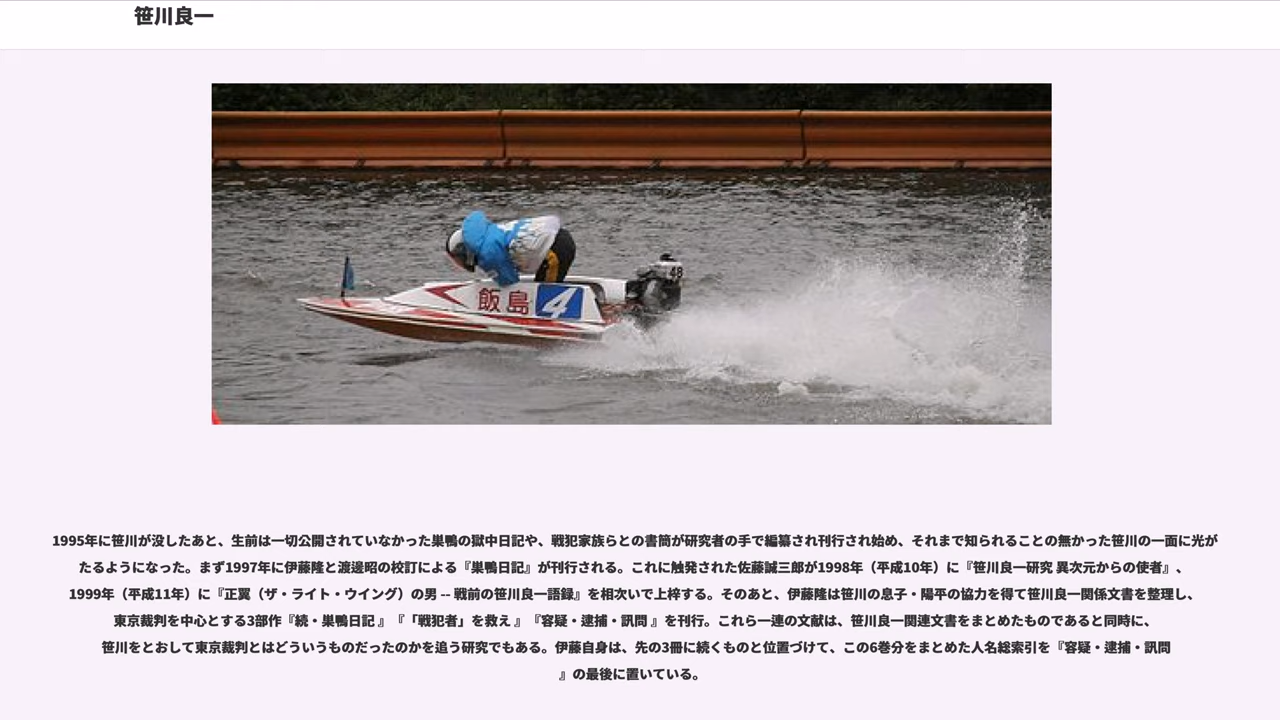 笹川良一
48
飯島 4
1995年に笹川が没したあと、生前は一切公開されていなかった巣鴨の獄中日記や、戦犯家族らとの書簡が研究者の手で編纂され刊行され始め、それまで知られることの無かった笹川の一面に光が
たるようになった。まず1997年に伊藤隆と渡邊昭の校訂による『巣鴨日記』が刊行される。これに触発された佐藤誠三郎が1998年（平成10年）に『笹川良一研究 異次元からの使者』、
1999年（平成11年）に『正翼（ザ・ライト・ウイング）の男 -- 戦前の笹川良一語録』を相次いで上梓する。そのあと、伊藤隆は笹川の息子・陽平の協力を得て笹川良一関係文書を整理し、
東京裁判を中心とする3部作『続・巣鴨日記 』『「戦犯者」を救え 』『容疑・逮捕・訊問 』を刊行。これら一連の文献は、笹川良一関連文書をまとめたものであると同時に、
笹川をとおして東京裁判とはどういうものだったのかを追う研究でもある。伊藤自身は、先の3冊に続くものと位置づけて、この6巻分をまとめた人名総索引を『容疑・逮捕・訊問
』の最後に置いている。